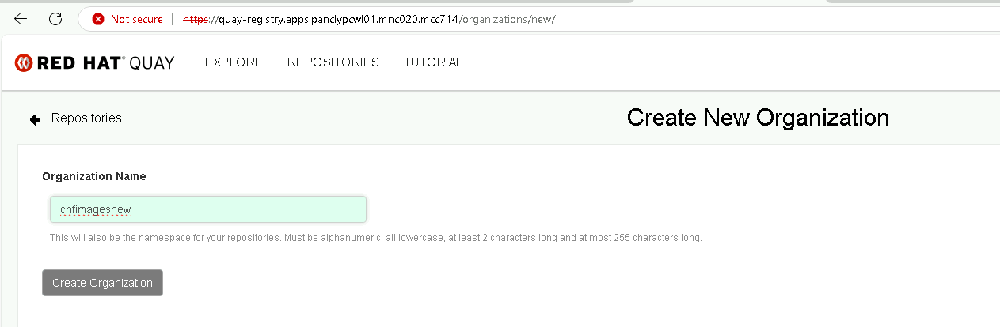 Not secure | https://quay-registry.apps.panclypcwl01.mnc020.mcc714/organizations/new/
RED HAT® QUAY EXPLORE REPOSITORIES TUTORIAL
Repositories
Create New Organization
Organization Name
cnfimagesnew
This will also be the namespace for your repositories. Must be alphanumeric, all lowercase, at least 2 characters long and at most 255 characters long.
Create Organization